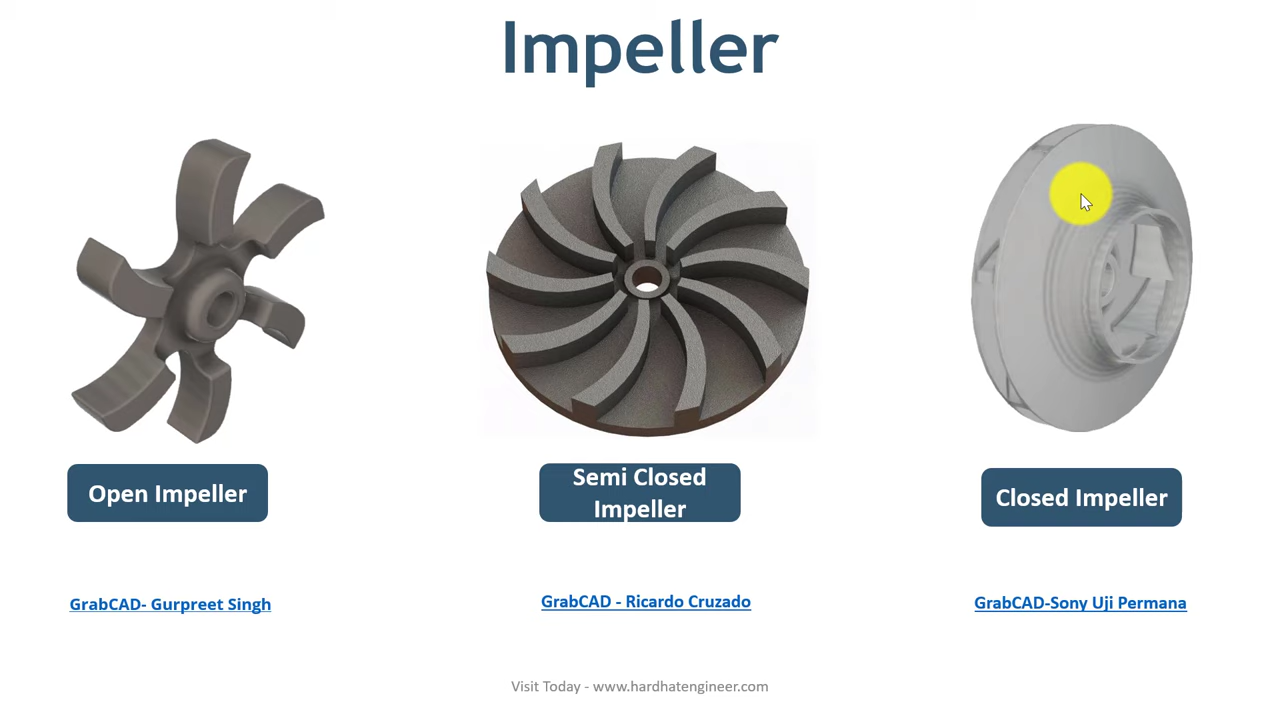 Impeller
Open Impeller
Semi Closed
Impeller
Closed Impeller
GrabCAD- Gurpreet Singh
GrabCAD - Ricardo Cruzado
GrabCAD-Sony Uji Permana
Visit Today - www.hardhatengineer.com